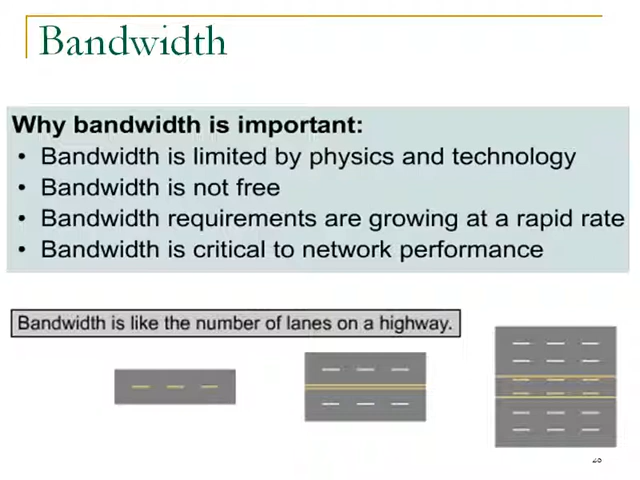 Bandwidth
Why bandwidth is important:
• Bandwidth is limited by physics and technology
• Bandwidth is not free
• Bandwidth requirements are growing at a rapid rate
• Bandwidth is critical to network performance
Bandwidth is like the number of lanes on a highway.